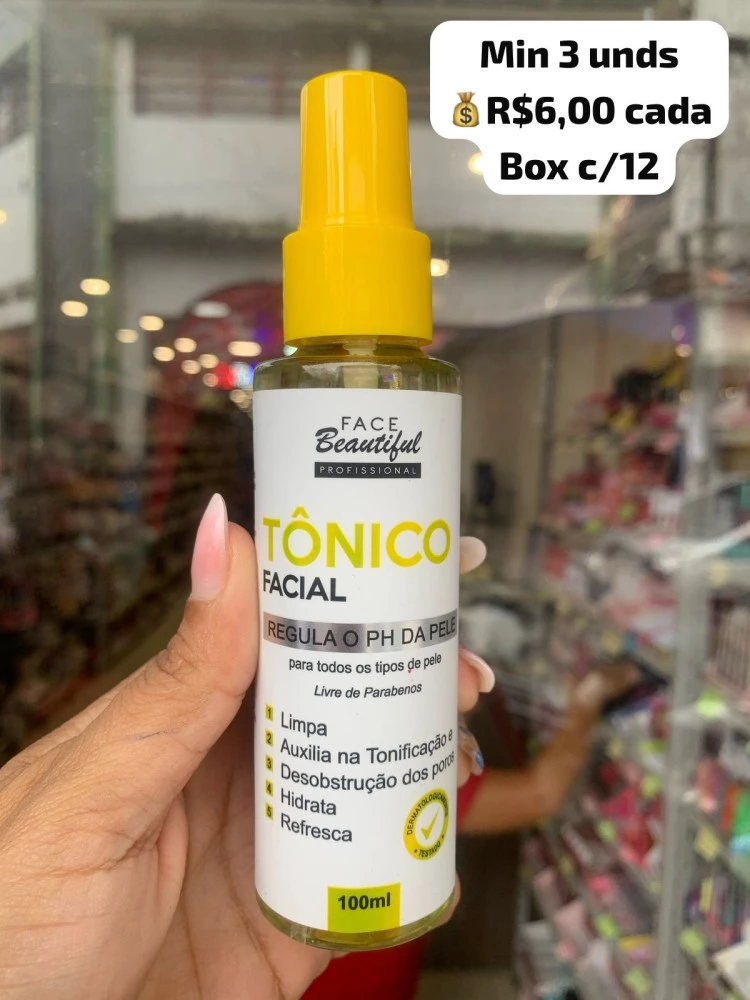 Min 3 unds
💰R$6,00 cada
Box c/12
FACE
Beautiful
PROFISSIONAL
TÔNICO
FACIAL
REGULA O PH DA PELE
para todos os tipos de pele
Livre de Parabenos
1 Limpa
2 Auxilia na Tonificação e
3 Desobstrução dos poros
4 Hidrata
5 Refresca
TESTADO
100ml